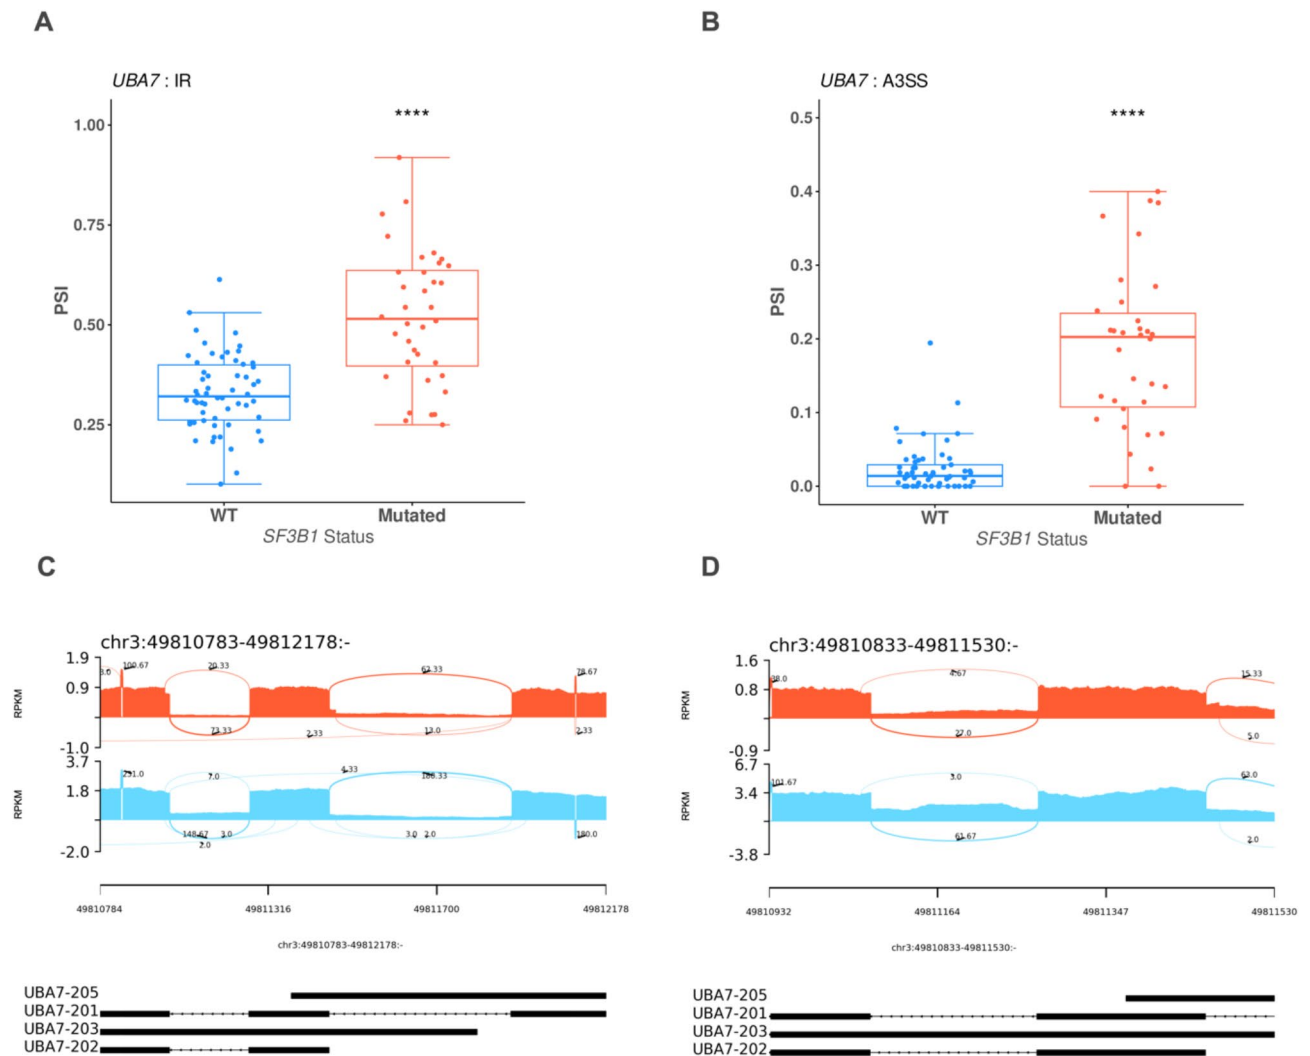 A
B
UBA7 : IR
UBA7 : A3SS
****
****
1.00
0.75
0.50
0.25
PSI
0.5
0.4
0.3
0.2
0.1
0.0
PSI
WT
Mutated
SF3B1 Status
WT
Mutated
SF3B1 Status
C
D
chr3:49810783-49812178:-
1.9
0.9
-1.0
RPKM
100.67
20.33
62.33
78.67
73.33
2.33
13.0
2.33
3.7
1.8
-2.0
RPKM
7.0
4.33
148.67
3.0
2.0
3.0
2.0
180.0
49810784
49811316
49811700
49812178
chr3:49810783-49812178:-
UBA7-205
UBA7-201
UBA7-203
UBA7-202
chr3:49810833-49811530:-
1.6
0.8
-0.9
RPKM
4.67
15.33
27.0
5.0
6.7
3.4
-3.8
RPKM
101.67
3.0
63.0
61.67
2.0
49810932
49811164
49811347
49811530
chr3:49810833-49811530:-
UBA7-205
UBA7-201
UBA7-203
UBA7-202